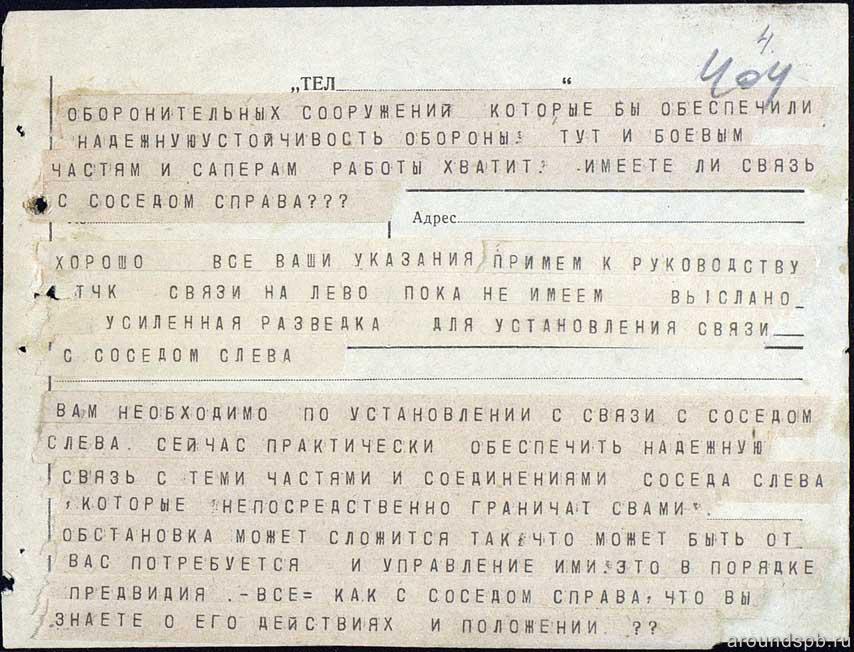 4.
„ТЕЛ“
ОБОРОНИТЕЛЬНЫХ СООРУЖЕНИЙ КОТОРЫЕ БЫ ОБЕСПЕЧИЛИ
НАДЕЖНУЮУСТОЙЧИВОСТЬ ОБОРОНЫ. ТУТ И БОЕВЫМ
ЧАСТЯМ И САПЕРАМ РАБОТЫ ХВАТИТ. ИМЕЕТЕ ЛИ СВЯЗЬ
С СОСЕДОМ СПРАВА???
Адрес
ХОРОШО ВСЕ ВАШИ УКАЗАНИЯ ПРИМЕМ К РУКОВОДСТВУ
ТЧК СВЯЗИ НА ЛЕВО ПОКА НЕ ИМЕЕМ ВЫСЛАНО
УСИЛЕННАЯ РАЗВЕДКА ДЛЯ УСТАНОВЛЕНИЯ СВЯЗИ
С СОСЕДОМ СЛЕВА
ВАМ НЕОБХОДИМО ПО УСТАНОВЛЕНИИ С СВЯЗИ С СОСЕДОМ
СЛЕВА. СЕЙЧАС ПРАКТИЧЕСКИ ОБЕСПЕЧИТЬ НАДЕЖНУЮ
СВЯЗЬ С ТЕМИ ЧАСТЯМИ И СОЕДИНЕНИЯМИ СОСЕДА СЛЕВА
,КОТОРЫЕ НЕПОСРЕДСТВЕННО ГРАНИЧАТ СВАМИ.
ОБСТАНОВКА МОЖЕТ СЛОЖИТСЯ ТАК,ЧТО МОЖЕТ БЫТЬ ОТ
ВАС ПОТРЕБУЕТСЯ И УПРАВЛЕНИЕ ИМИ.ЭТО В ПОРЯДКЕ
ПРЕДВИДИЯ .-ВСЕ= КАК С СОСЕДОМ СПРАВА,ЧТО ВЫ
ЗНАЕТЕ О ЕГО ДЕЙСТВИЯХ И ПОЛОЖЕНИИ ??
aroundspb.ru